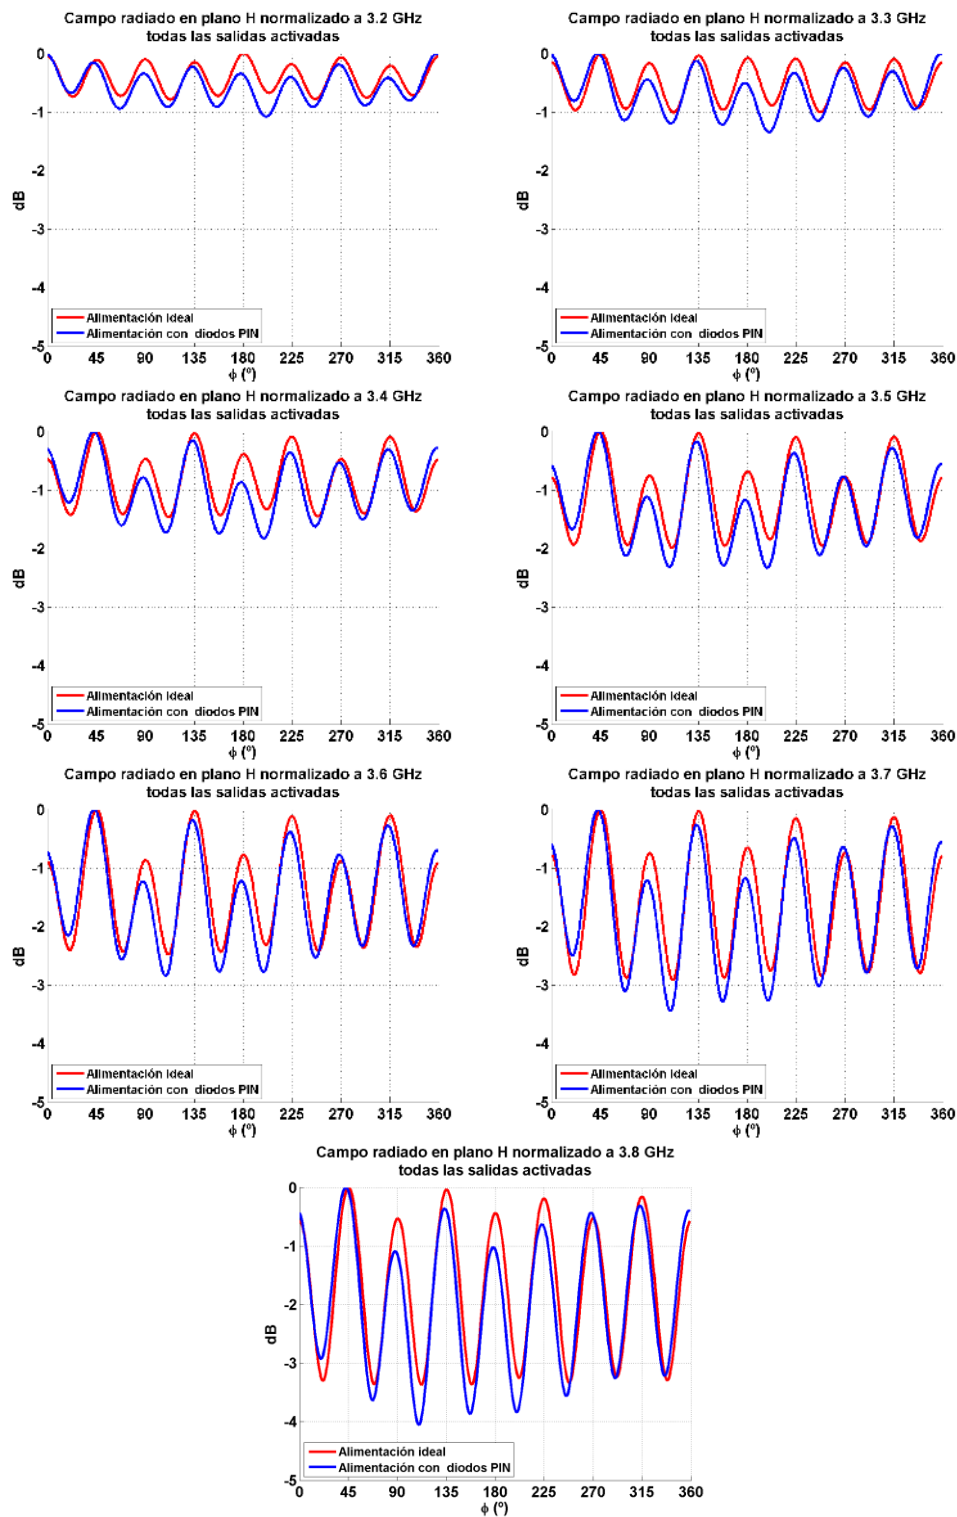 Campo radiado en plano H normalizado a 3.2 GHz
todas las salidas activadas
0
-1
-2
-3
-4
-5
dB
Alimentación Ideal
Alimentación con diodos PIN
0 45 90 135 180 225 270 315 360
ϕ (º)
Campo radiado en plano H normalizado a 3.3 GHz
todas las salidas activadas
0
-1
-2
-3
-4
-5
dB
Alimentación Ideal
Alimentación con diodos PIN
0 45 90 135 180 225 270 315 360
ϕ (º)
Campo radiado en plano H normalizado a 3.4 GHz
todas las salidas activadas
0
-1
-2
-3
-4
-5
dB
Alimentación Ideal
Alimentación con diodos PIN
0 45 90 135 180 225 270 315 360
ϕ (º)
Campo radiado en plano H normalizado a 3.5 GHz
todas las salidas activadas
0
-1
-2
-3
-4
-5
dB
Alimentación Ideal
Alimentación con diodos PIN
0 45 90 135 180 225 270 315 360
ϕ (º)
Campo radiado en plano H normalizado a 3.6 GHz
todas las salidas activadas
0
-1
-2
-3
-4
-5
dB
Alimentación Ideal
Alimentación con diodos PIN
0 45 90 135 180 225 270 315 360
ϕ (º)
Campo radiado en plano H normalizado a 3.7 GHz
todas las salidas activadas
0
-1
-2
-3
-4
-5
dB
Alimentación Ideal
Alimentación con diodos PIN
0 45 90 135 180 225 270 315 360
ϕ (º)
Campo radiado en plano H normalizado a 3.8 GHz
todas las salidas activadas
0
-1
-2
-3
-4
-5
dB
Alimentación ideal
Alimentación con diodos PIN
0 45 90 135 180 225 270 315 360
ϕ (º)